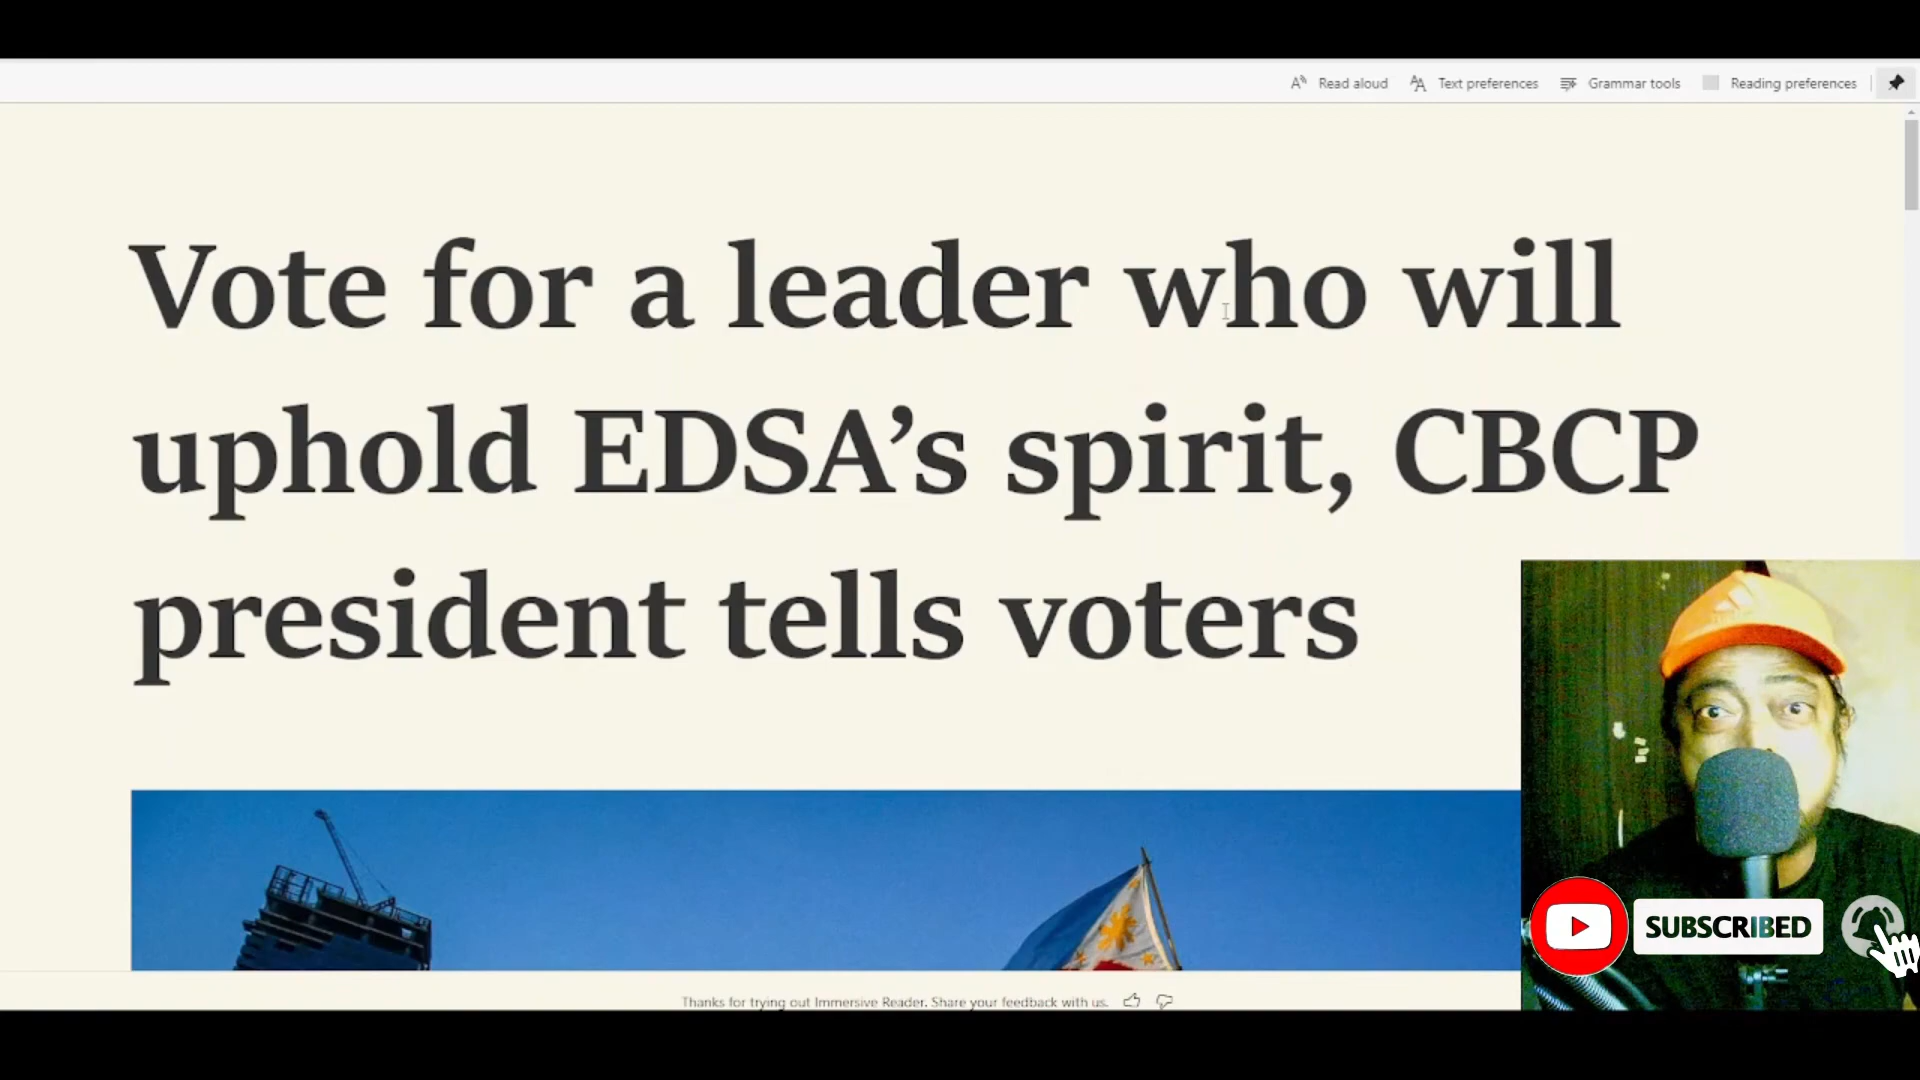 Read aloud
Text preferences
Grammar tools
Reading preferences
Vote for a leader who will
uphold EDSA’s spirit, CBCP
president tells voters
SUBSCRIBED
Thanks for trying out Immersive Reader. Share your feedback with us.